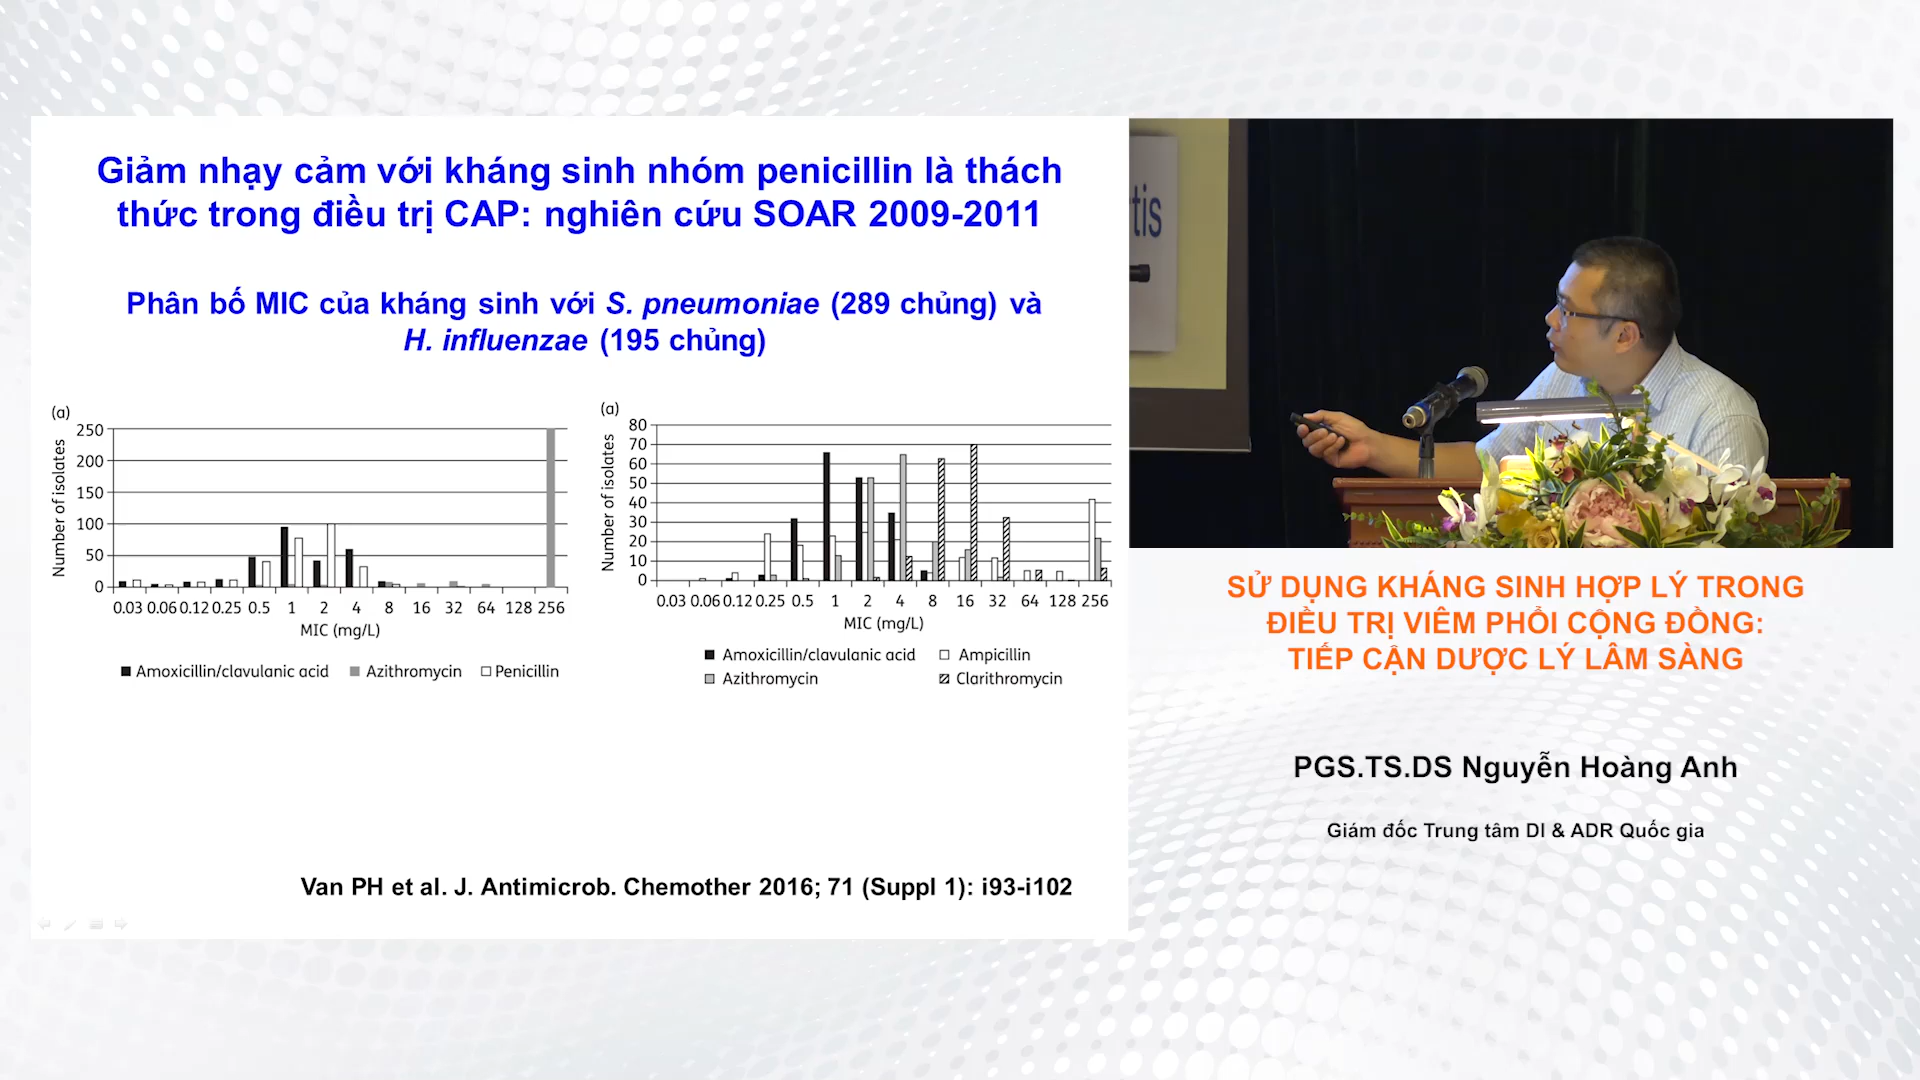 Giảm nhạy cảm với kháng sinh nhóm penicillin là thách
thức trong điều trị CAP: nghiên cứu SOAR 2009-2011
Phân bố MIC của kháng sinh với S. pneumoniae (289 chủng) và
H. influenzae (195 chủng)
(a)
Number of isolates
250
200
150
100
50
0
0.03 0.06 0.12 0.25 0.5 1 2 4 8 16 32 64 128 256
MIC (mg/L)
Amoxicillin/clavulanic acid Azithromycin Penicillin
(a)
Number of isolates
80
70
60
50
40
30
20
10
0
0.03 0.06 0.12 0.25 0.5 1 2 4 8 16 32 64 128 256
MIC (mg/L)
Amoxicillin/clavulanic acid Ampicillin
Azithromycin Clarithromycin
Van PH et al. J. Antimicrob. Chemother 2016; 71 (Suppl 1): i93-i102
tis
SỬ DỤNG KHÁNG SINH HỢP LÝ TRONG
ĐIỀU TRỊ VIÊM PHỔI CỘNG ĐỒNG:
TIẾP CẬN DƯỢC LÝ LÂM SÀNG
PGS.TS.DS Nguyễn Hoàng Anh
Giám đốc Trung tâm DI & ADR Quốc gia